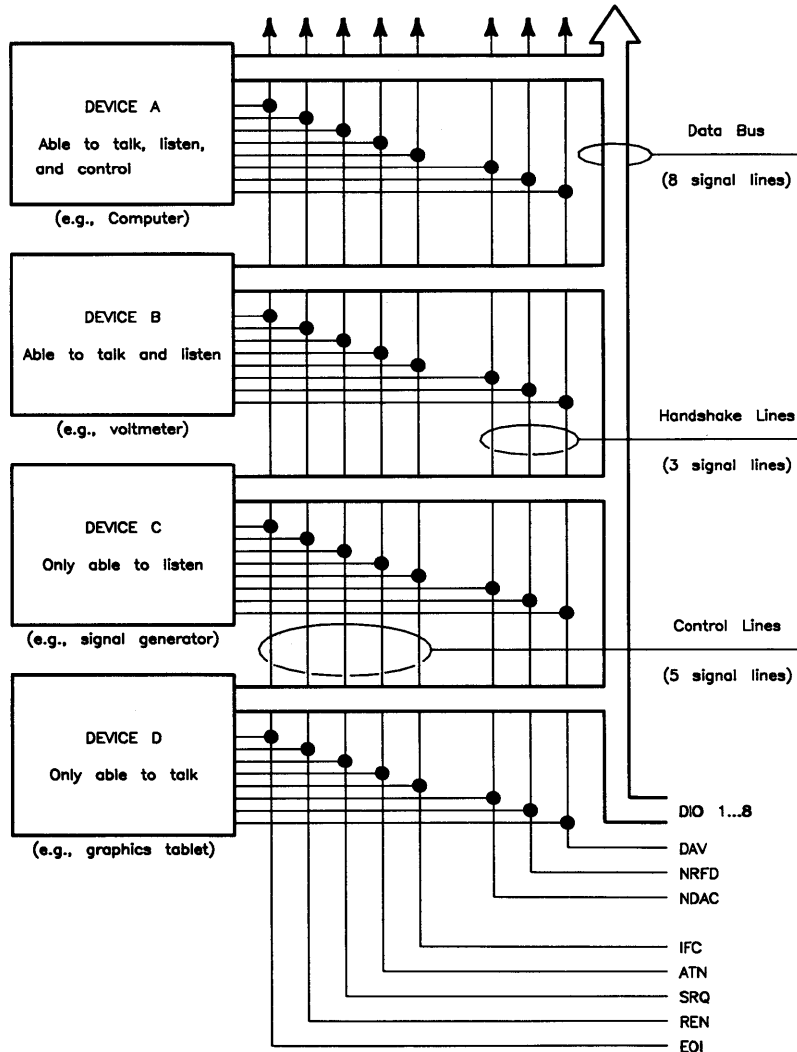 DEVICE A
Able to talk, listen,
and control
(e.g., Computer)
Data Bus
(8 signal lines)
DEVICE B
Able to talk and listen
(e.g., voltmeter)
Handshake Lines
(3 signal lines)
DEVICE C
Only able to listen
(e.g., signal generator)
Control Lines
(5 signal lines)
DEVICE D
Only able to talk
(e.g., graphics tablet)
DIO 1...8
DAV
NRFD
NDAC
IFC
ATN
SRQ
REN
EOI